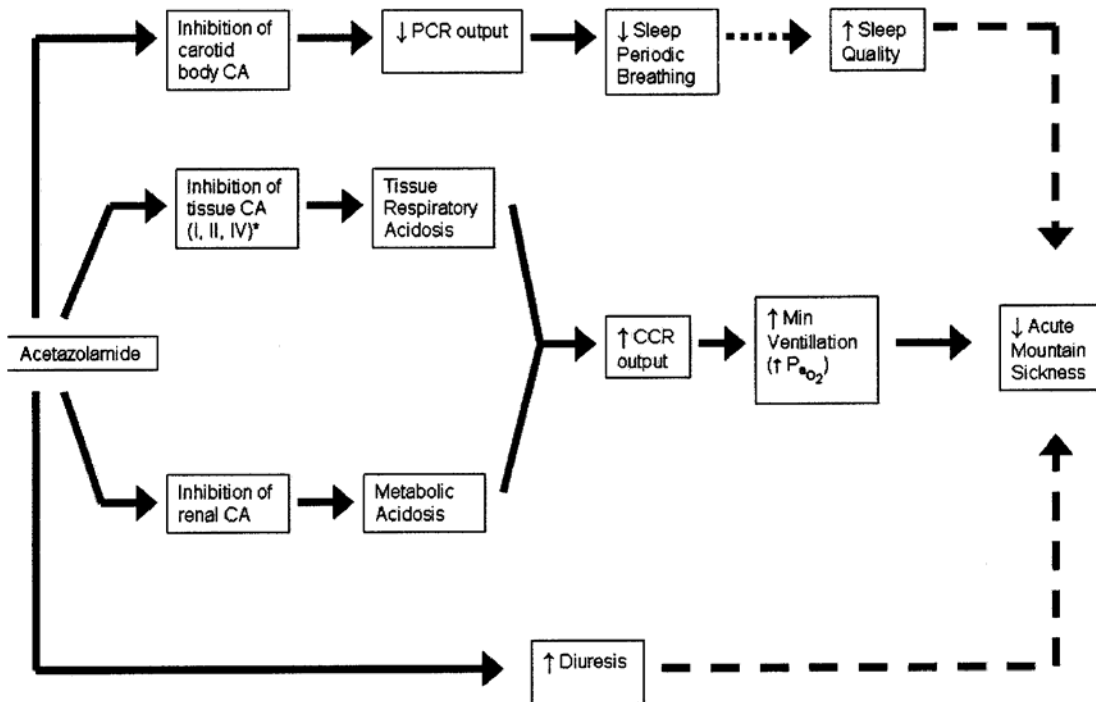 Inhibition of
carotid
body CA
↓ PCR output
↓ Sleep
Periodic
Breathing
↑ Sleep
Quality
Inhibition of
tissue CA
(I, II, IV)*
Tissue
Respiratory
Acidosis
Acetazolamide
↑ CCR
output
↑ Min
Ventillation
(↑ PaO2)
↓ Acute
Mountain
Sickness
Inhibition of
renal CA
Metabolic
Acidosis
↑ Diuresis